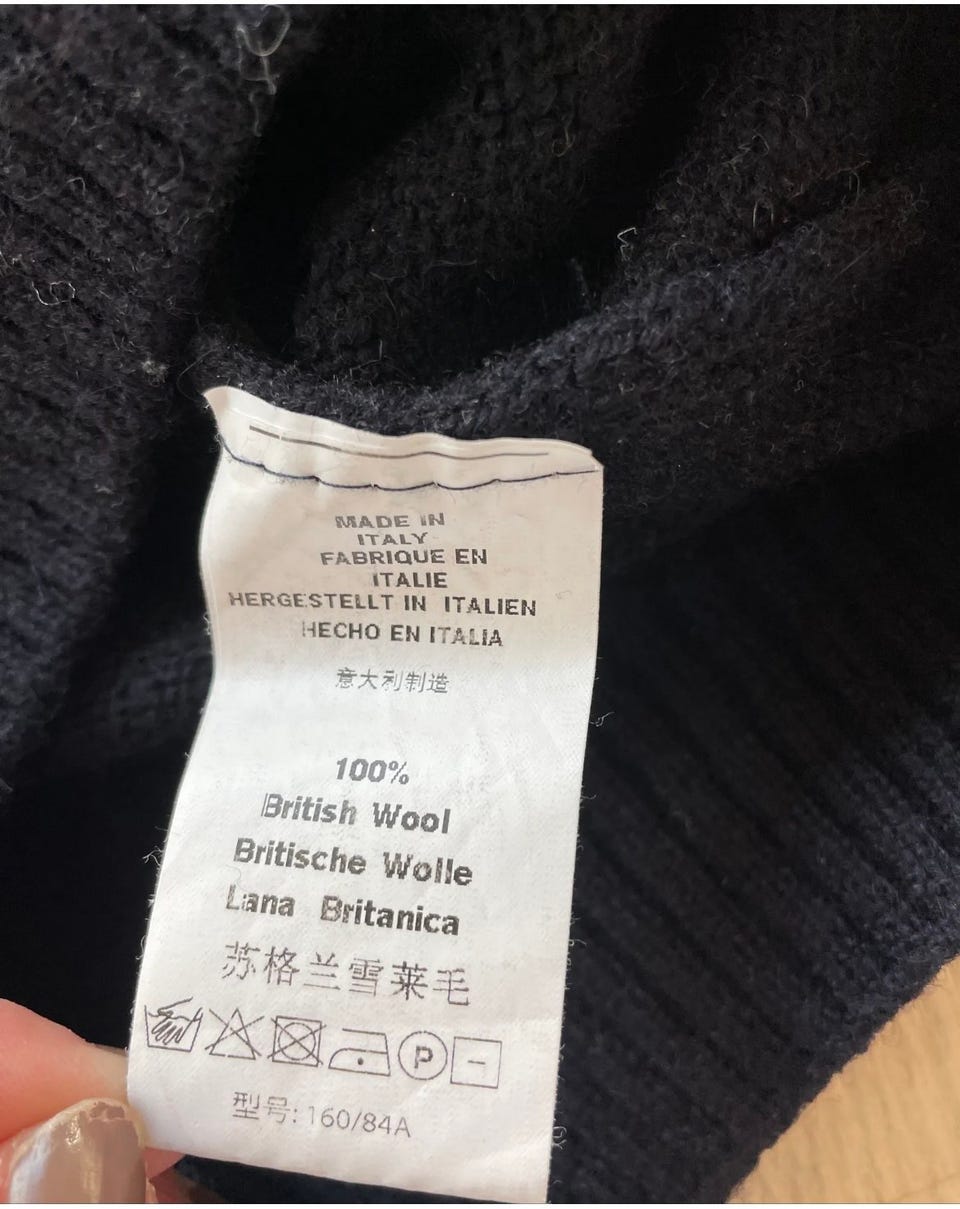 MADE IN
ITALY
FABRIQUE EN
ITALIE
HERGESTELLT IN ITALIEN
HECHO EN ITALIA
意大利制造
100%
British Wool
Britische Wolle
Lana Britanica
苏格兰雪莱毛
P
型号: 160/84A